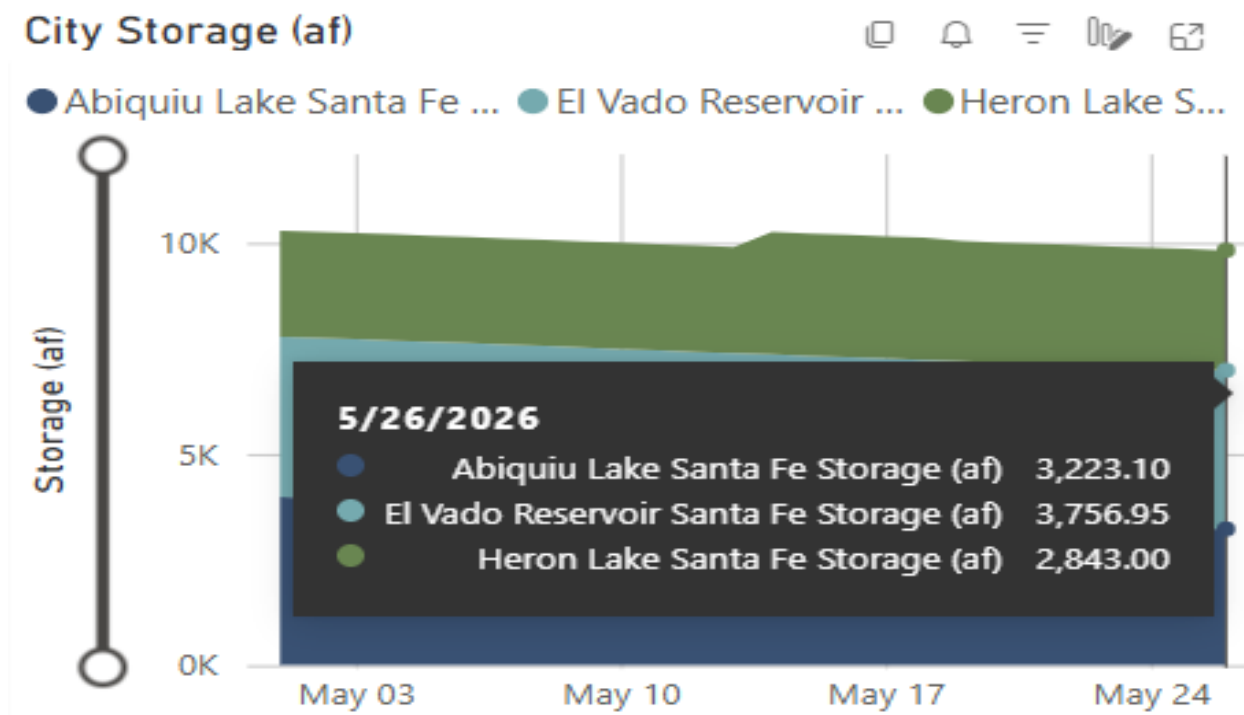 City Storage (af)
Abiquiu Lake Santa Fe ... El Vado Reservoir ... Heron Lake S...
Storage (af)
10K
5K
0K
5/26/2026
Abiquiu Lake Santa Fe Storage (af) 3,223.10
El Vado Reservoir Santa Fe Storage (af) 3,756.95
Heron Lake Santa Fe Storage (af) 2,843.00
May 03 May 10 May 17 May 24